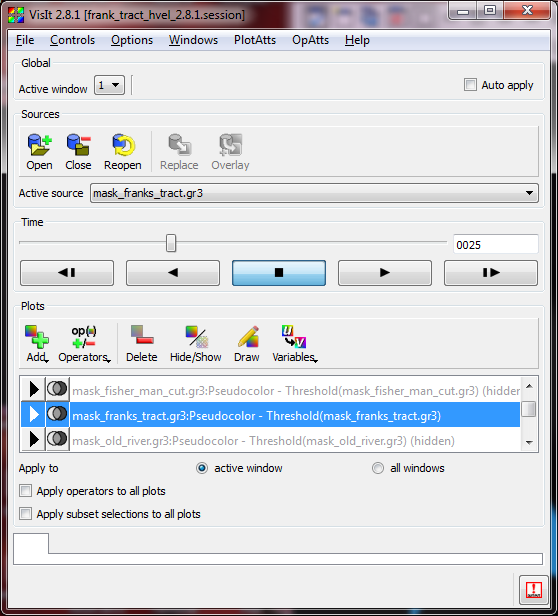 VisIt 2.8.1 [frank_tract_hvel_2.8.1.session]
File Controls Options Windows PlotAtts OpAtts Help
Global
Active window 1 Auto apply
Sources
Open Close Reopen Replace Overlay
Active source mask_franks_tract.gr3
Time
0025
Plots
op(+) +/-
Add Operators Delete Hide/Show Draw Variables
mask_fisher_man_cut.gr3:Pseudocolor - Threshold(mask_fisher_man_cut.gr3) (hidden
mask_franks_tract.gr3:Pseudocolor - Threshold(mask_franks_tract.gr3)
mask_old_river.gr3:Pseudocolor - Threshold(mask_old_river.gr3) (hidden)
Apply to active window all windows
Apply operators to all plots
Apply subset selections to all plots